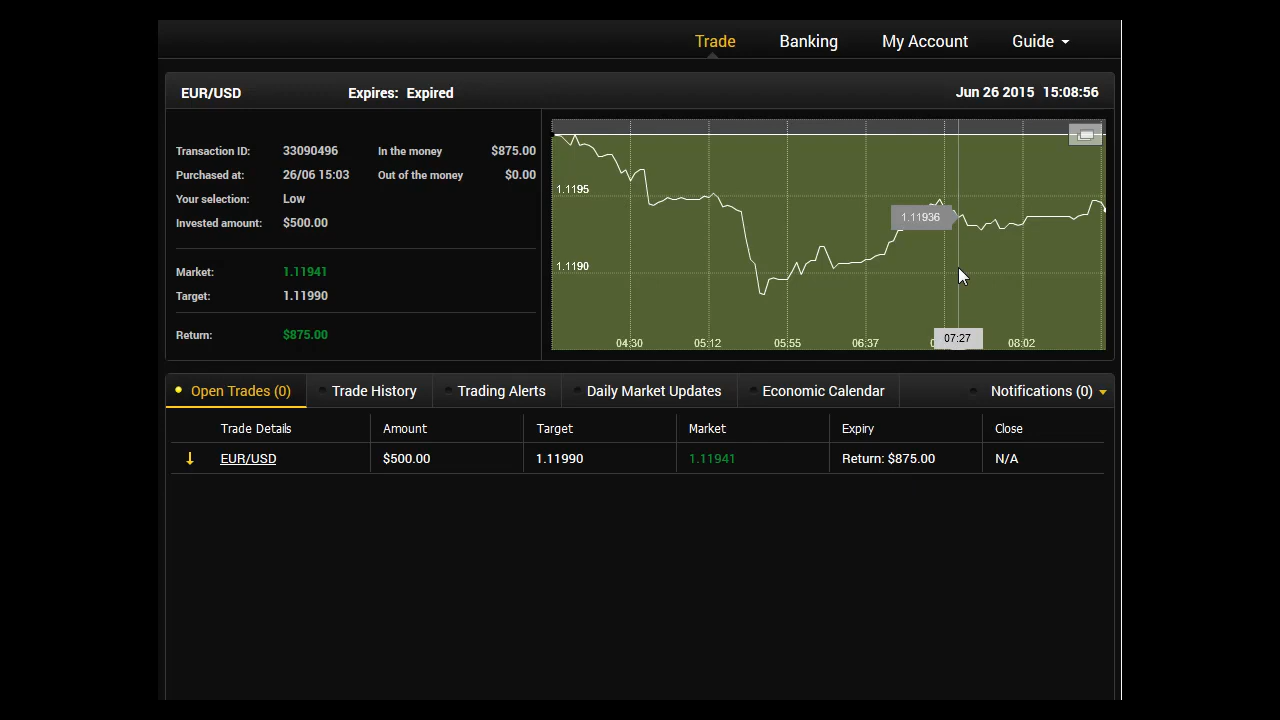 Trade Banking My Account Guide
EUR/USD Expires: Expired Jun 26 2015 15:08:56
Transaction ID: 33090496 In the money $875.00
Purchased at: 26/06 15:03 Out of the money $0.00
Your selection: Low
Invested amount: $500.00
Market: 1.11941
Target: 1.11990
Return: $875.00
1.1195
1.11936
1.1190
07:27
04:30 05:12 05:55 06:37 08:02
Open Trades (0) Trade History Trading Alerts Daily Market Updates Economic Calendar Notifications (0)
Trade Details Amount Target Market Expiry Close
EUR/USD $500.00 1.11990 1.11941 Return: $875.00 N/A